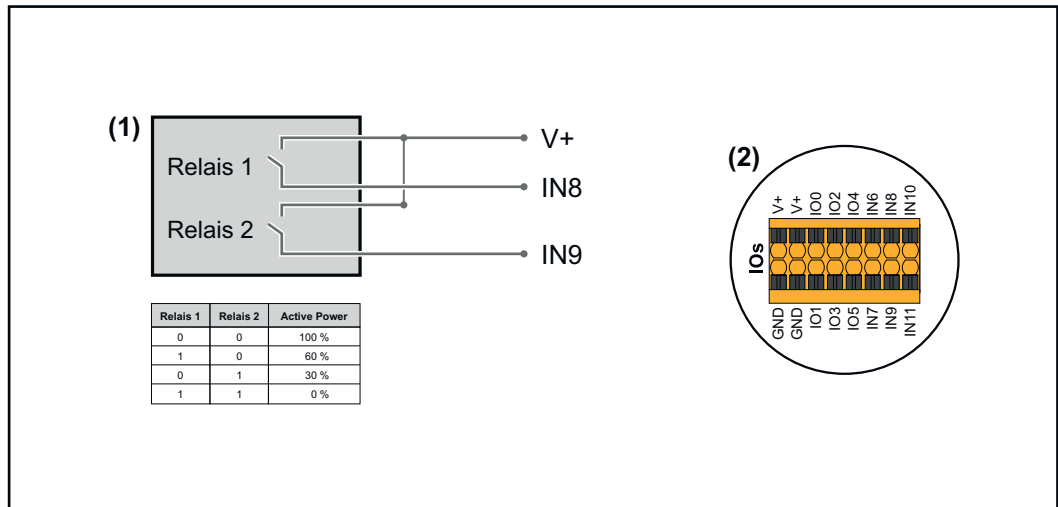 (1)
Relais 1
Relais 2
V+
IN8
IN9
Relais 1 Relais 2 Active Power
0 0 100 %
1 0 60 %
0 1 30 %
1 1 0 %
(2)
IOs
V+ V+ IO0 IO2 IO4 IN6 IN8 IN10
GND GND IO1 IO3 IO5 IN7 IN9 IN11